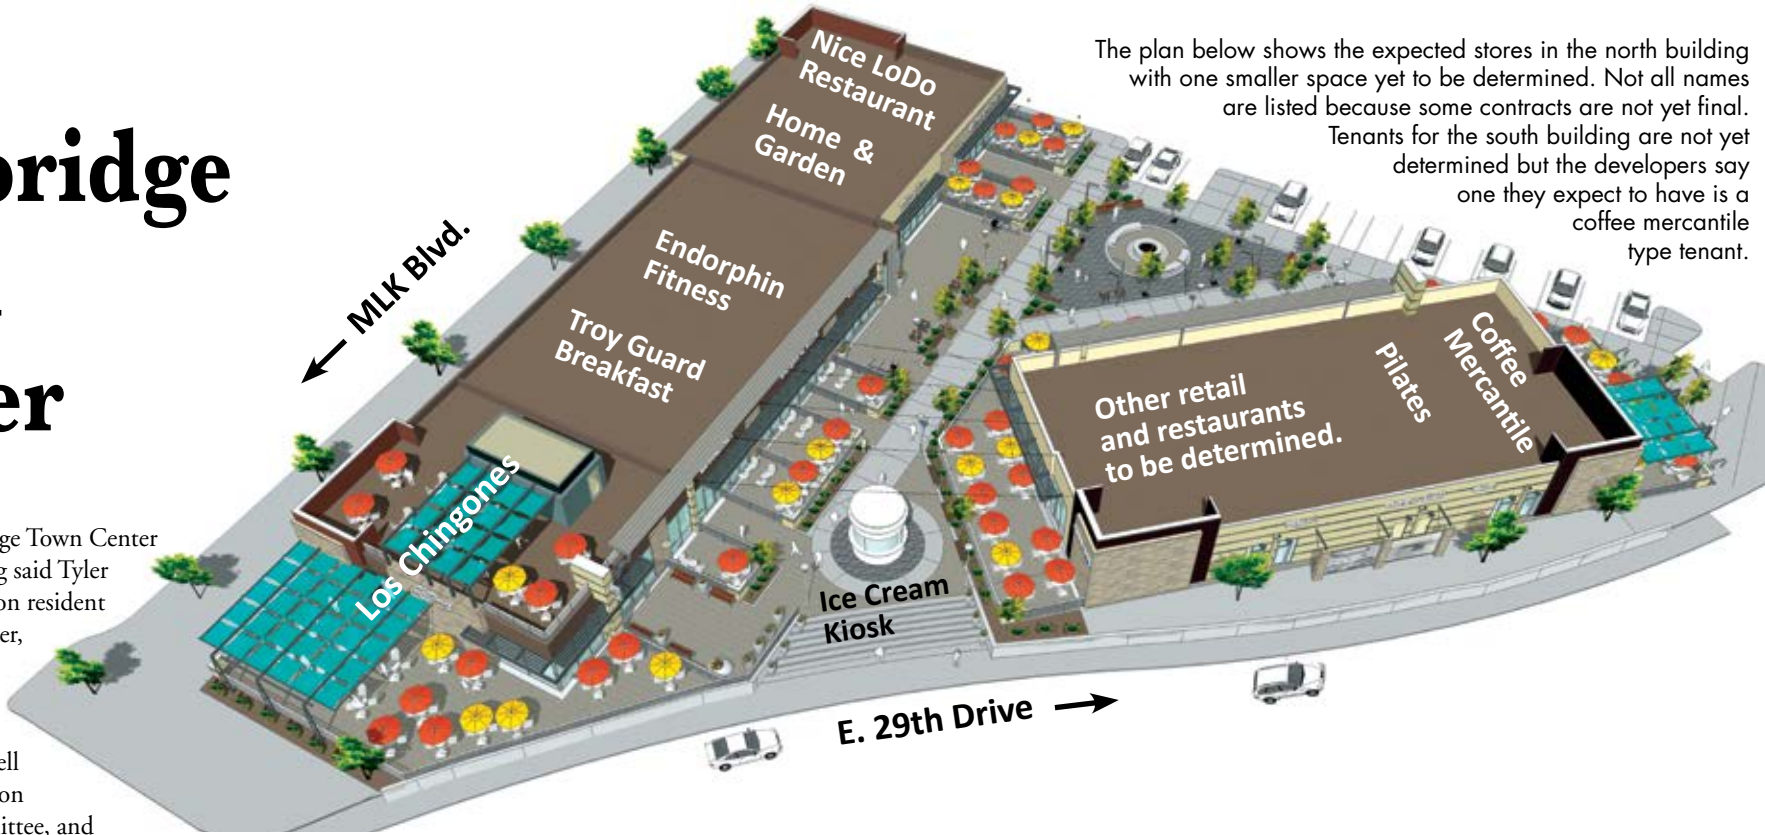 bridge
er
The plan below shows the expected stores in the north building
with one smaller space yet to be determined. Not all names
are listed because some contracts are not yet final.
Tenants for the south building are not yet
determined but the developers say
one they expect to have is a
coffee mercantile
type tenant.
Nice LoDo
Restaurant
Home &
Garden
MLK Blvd.
Endorphin
Fitness
Troy Guard
Breakfast
Los Chingones
Other retail
and restaurants
to be determined.
Pilates
Coffee
Mercantile
Ice Cream
Kiosk
E. 29th Drive
ge Town Center
g said Tyler
on resident
er,
ell
on
ittee, and